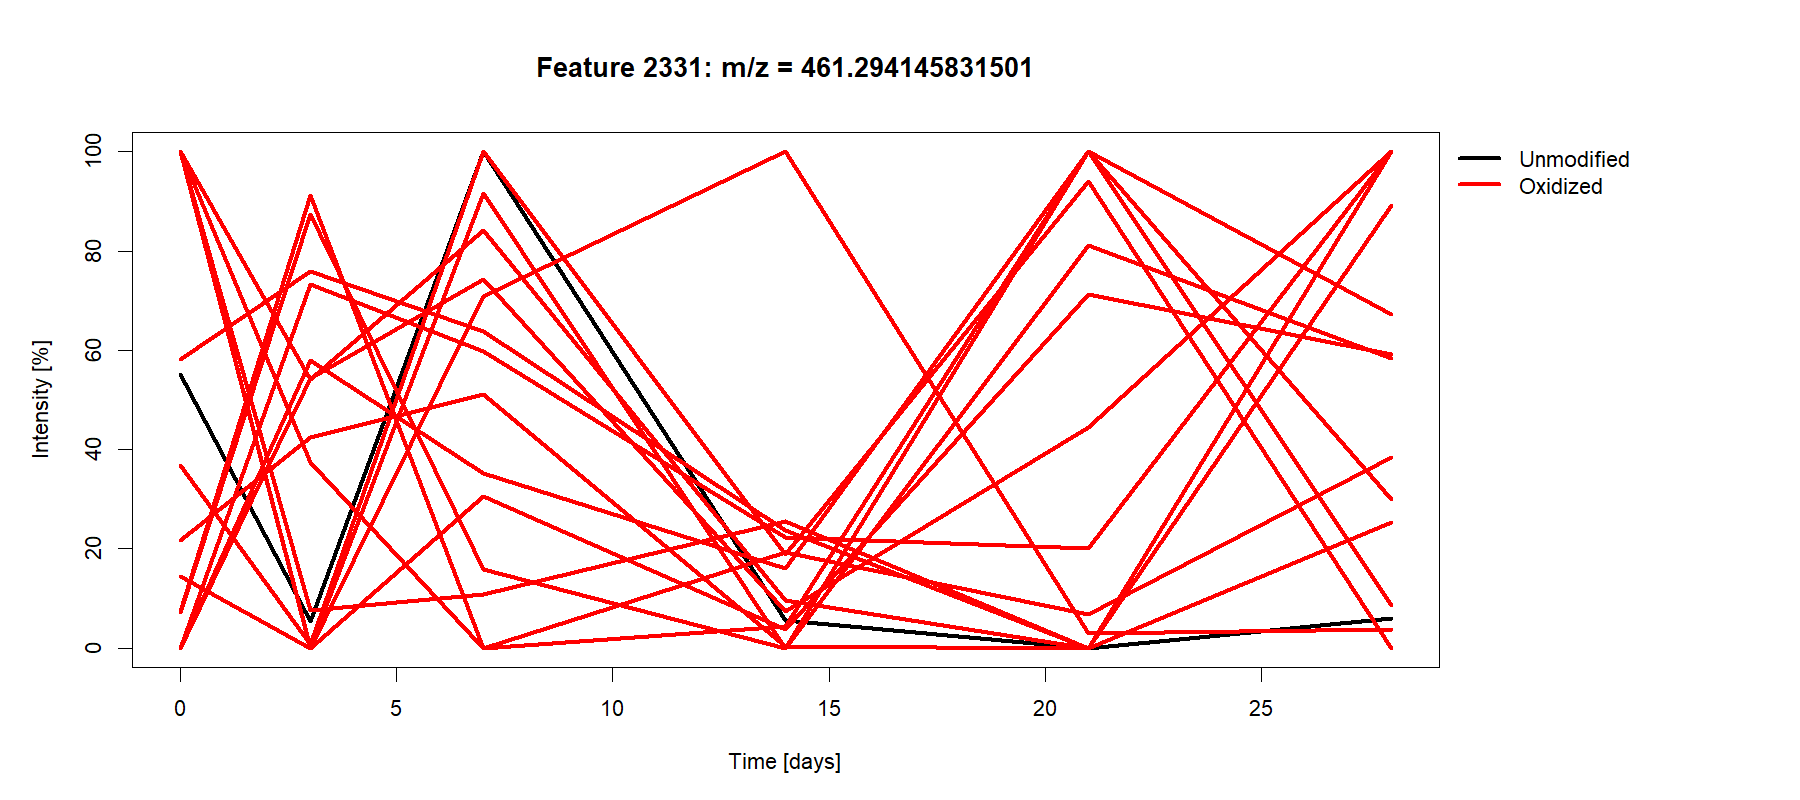 Feature 2331: m/z = 461.294145831501
Unmodified
Oxidized
Intensity [%]
100
80
60
40
20
0
0 5 10 15 20 25
Time [days]